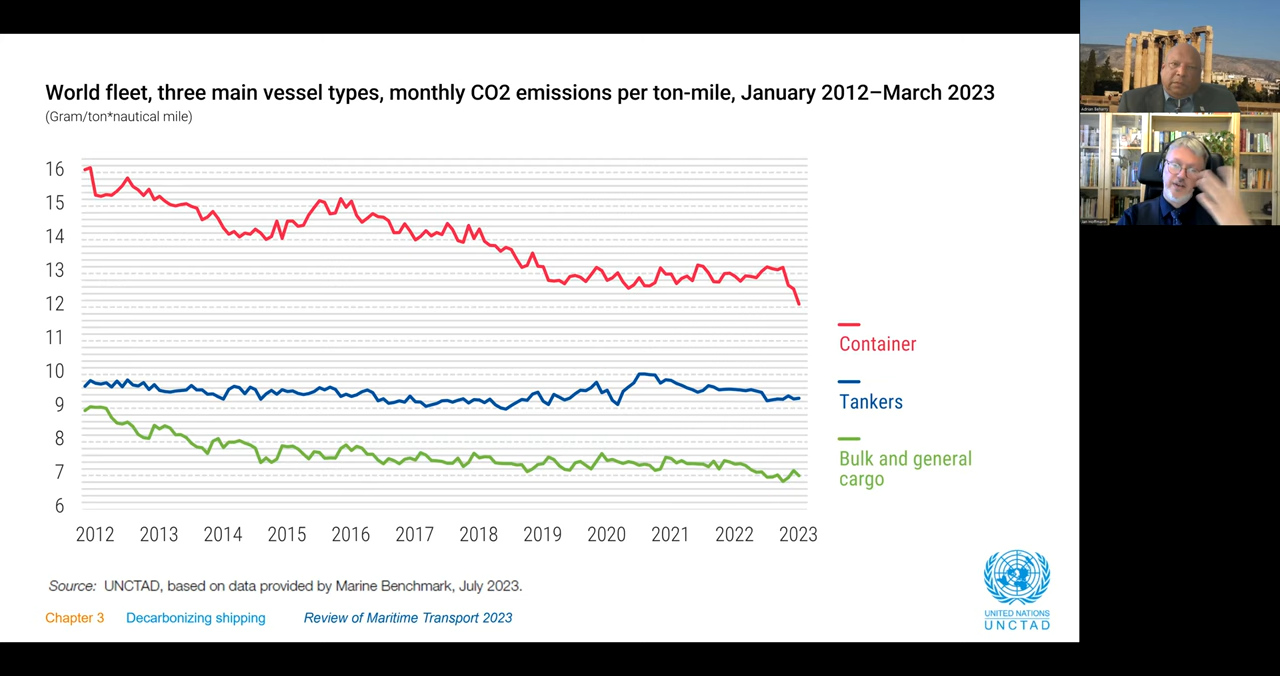 World fleet, three main vessel types, monthly CO2 emissions per ton-mile, January 2012–March 2023
(Gram/ton*nautical mile)
16
15
14
13
12
11
10
9
8
7
6
2012 2013 2014 2015 2016 2017 2018 2019 2020 2021 2022 2023
Container
Tankers
Bulk and general
cargo
Source: UNCTAD, based on data provided by Marine Benchmark, July 2023.
Chapter 3 Decarbonizing shipping Review of Maritime Transport 2023
UNITED NATIONS
UNCTAD